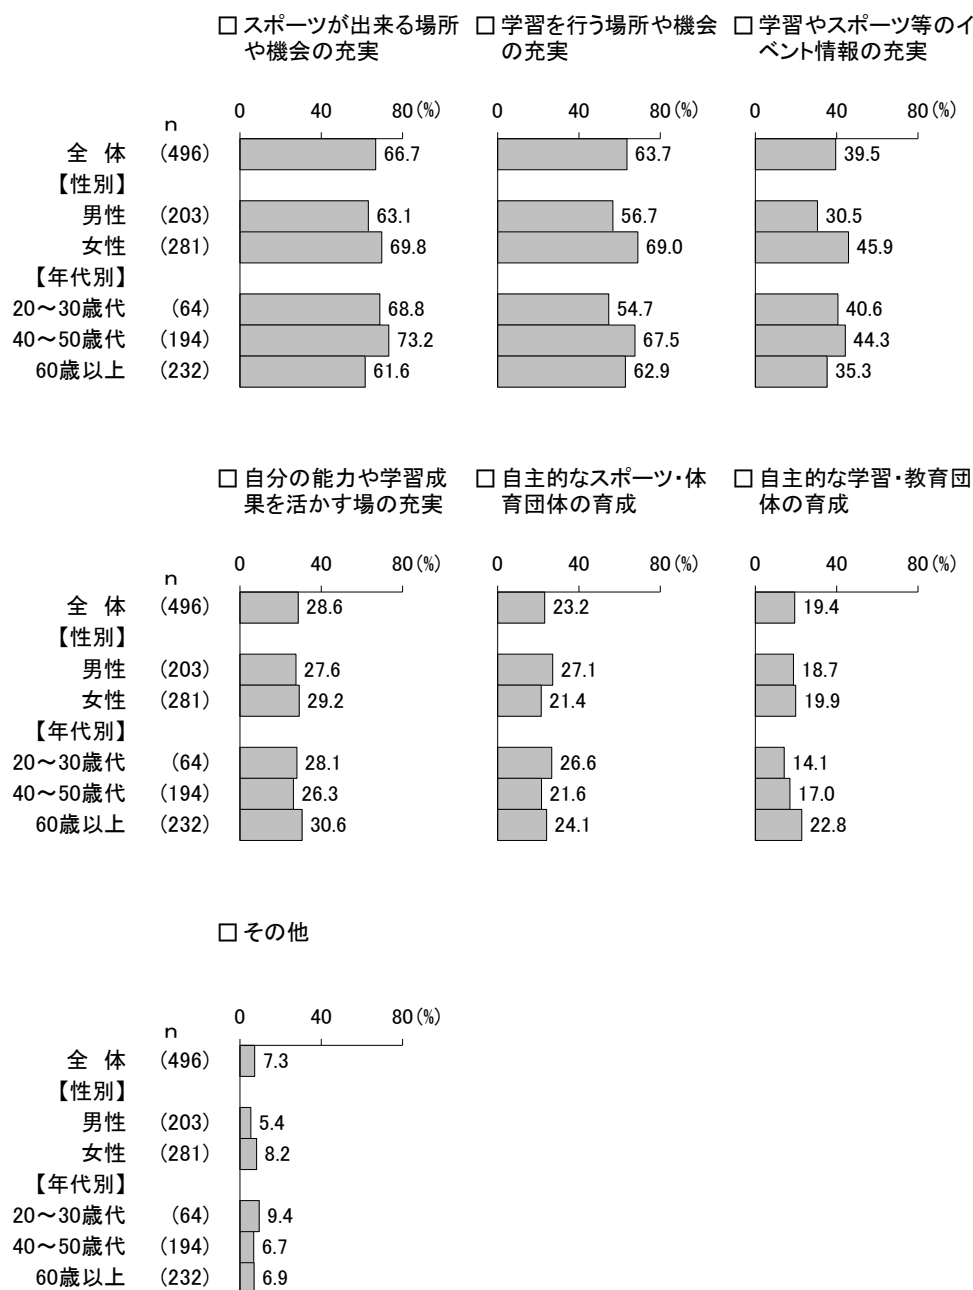 □ スポーツが出来る場所 □ 学習を行う場所や機会 □ 学習やスポーツ等のイ
や機会の充実 の充実 ベント情報の充実
0 40 80(%) 0 40 80(%) 0 40 80(%)
n
全 体 (496) 66.7 63.7 39.5
【性別】
男性 (203) 63.1 56.7 30.5
女性 (281) 69.8 69.0 45.9
【年代別】
20～30歳代 (64) 68.8 54.7 40.6
40～50歳代 (194) 73.2 67.5 44.3
60歳以上 (232) 61.6 62.9 35.3
□ 自分の能力や学習成 □ 自主的なスポーツ・体 □ 自主的な学習・教育団
果を活かす場の充実 育団体の育成 体の育成
0 40 80(%) 0 40 80(%) 0 40 80(%)
n
全 体 (496) 28.6 23.2 19.4
【性別】
男性 (203) 27.6 27.1 18.7
女性 (281) 29.2 21.4 19.9
【年代別】
20～30歳代 (64) 28.1 26.6 14.1
40～50歳代 (194) 26.3 21.6 17.0
60歳以上 (232) 30.6 24.1 22.8
□ その他
0 40 80(%)
n
全 体 (496) 7.3
【性別】
男性 (203) 5.4
女性 (281) 8.2
【年代別】
20～30歳代 (64) 9.4
40～50歳代 (194) 6.7
60歳以上 (232) 6.9